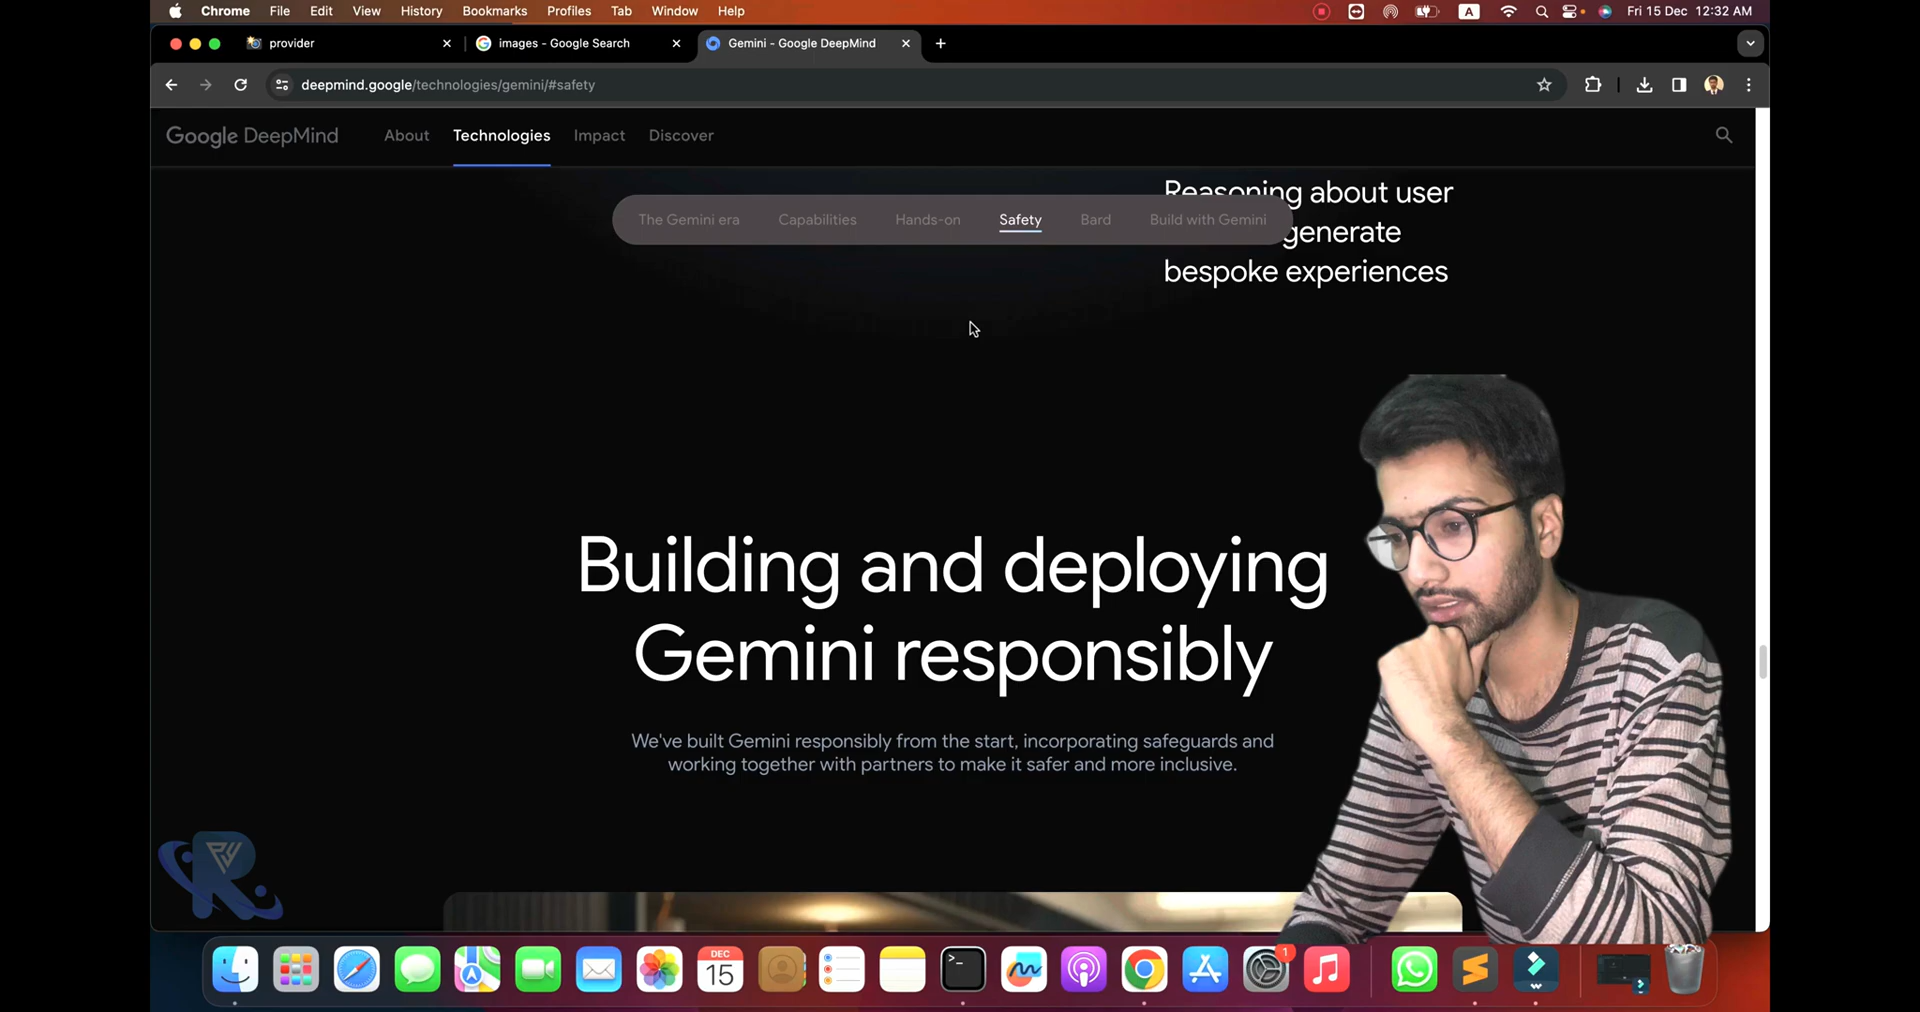 Chrome File Edit View History Bookmarks Profiles Tab Window Help A Fri 15 Dec 12:32 AM
provider images - Google Search Gemini - Google DeepMind
deepmind.google/technologies/gemini/#safety
Google DeepMind About Technologies Impact Discover
Reasoning about user
The Gemini era Capabilities Hands-on Safety Bard Build with Gemini
generate
bespoke experiences
Building and deploying
Gemini responsibly
We've built Gemini responsibly from the start, incorporating safeguards and
working together with partners to make it safer and more inclusive.
R
DEC
15
1